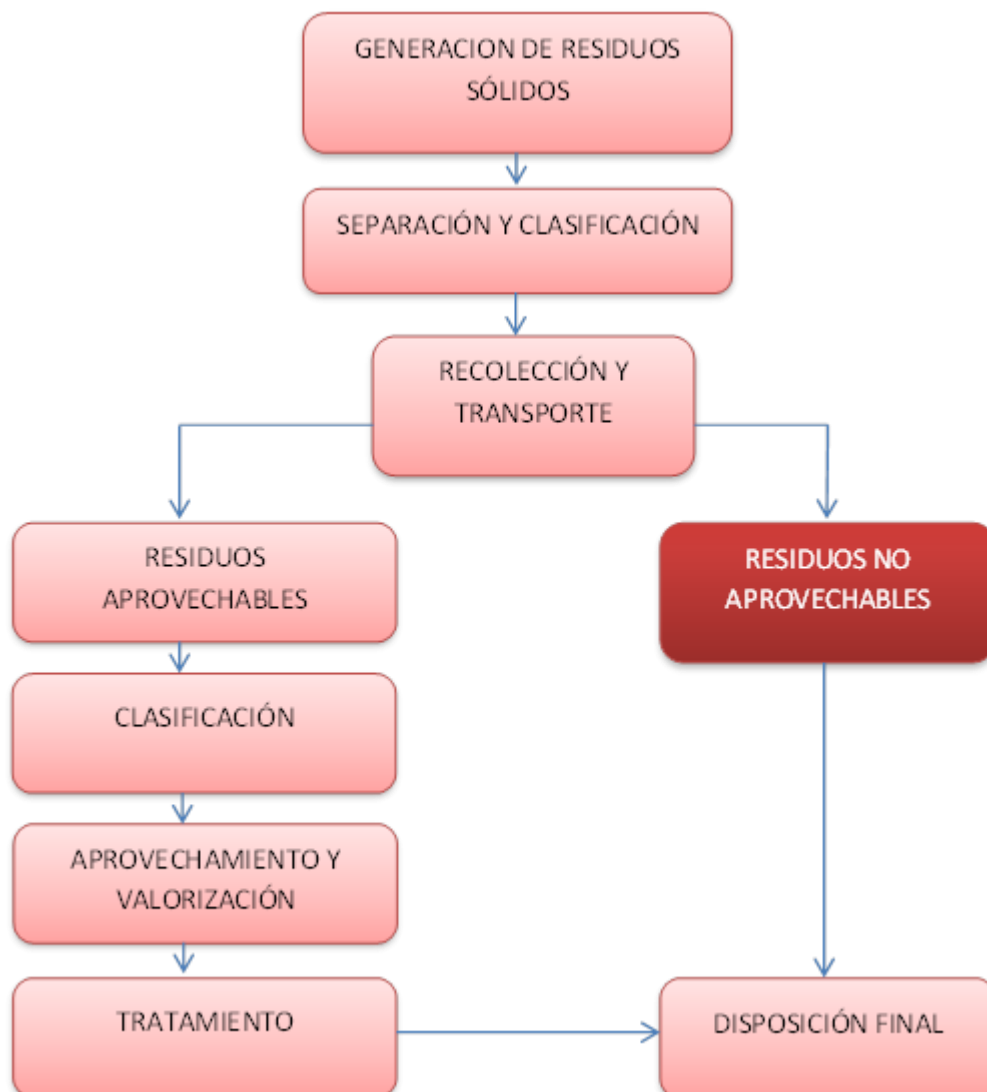 GENERACION DE RESIDUOS
SÓLIDOS
SEPARACIÓN Y CLASIFICACIÓN
RECOLECCIÓN Y
TRANSPORTE
RESIDUOS
APROVECHABLES
RESIDUOS NO
APROVECHABLES
CLASIFICACIÓN
APROVECHAMIENTO Y
VALORIZACIÓN
TRATAMIENTO
DISPOSICIÓN FINAL